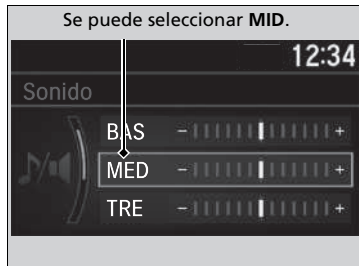 Se puede seleccionar MID.
12:34
Sonido
BAS - +
MED - +
TRE - +